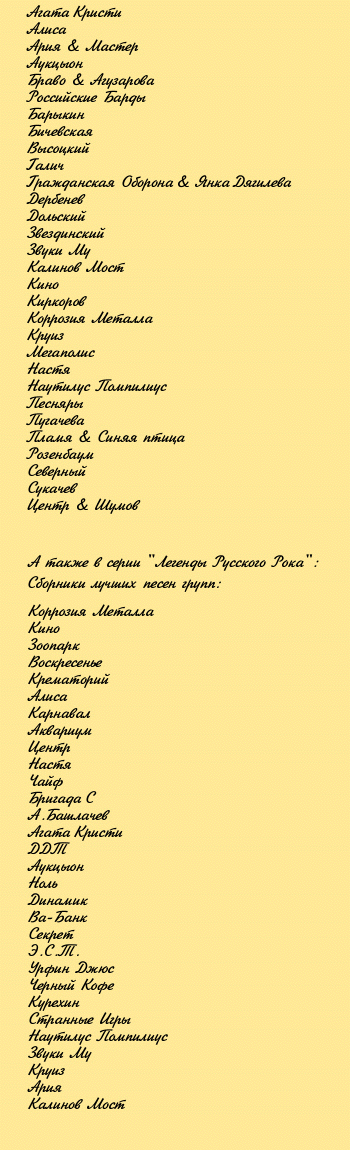 Агата Кристи
Алиса
Ария & Мастер
Аукцыон
Браво & Агузарова
Российские Барды
Барыкин
Бичевская
Высоцкий
Галич
Гражданская Оборона & Янка Дягилева
Дербенев
Дольский
Звездинский
Звуки Му
Калинов Мост
Кино
Киркоров
Коррозия Металла
Круиз
Мегаполис
Настя
Наутилус Помпилиус
Песняры
Пугачева
Пламя & Синяя птица
Розенбаум
Северный
Сукачев
Центр & Шумов
А также в серии "Легенды Русского Рока":
Сборники лучших песен групп:
Коррозия Металла
Кино
Зоопарк
Воскресенье
Крематорий
Алиса
Карнавал
Аквариум
Центр
Настя
Чайф
Бригада С
А.Башлачев
Агата Кристи
ДДТ
Аукцыон
Ноль
Динамик
Ва-Банк
Секрет
Э.С.Т.
Урфин Джюс
Черный Кофе
Курехин
Странные Игры
Наутилус Помпилиус
Звуки Му
Круиз
Ария
Калинов Мост